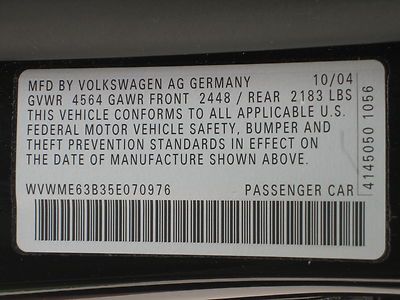 MFD BY VOLKSWAGEN AG GERMANY 10/04
GVWR 4564 GAWR FRONT 2448 / REAR 2183 LBS
THIS VEHICLE CONFORMS TO ALL APPLICABLE U.S.
FEDERAL MOTOR VEHICLE SAFETY, BUMPER AND
THEFT PREVENTION STANDARDS IN EFFECT ON
THE DATE OF MANUFACTURE SHOWN ABOVE.
WVWME63B35E070976 PASSENGER CAR
4145050 1056